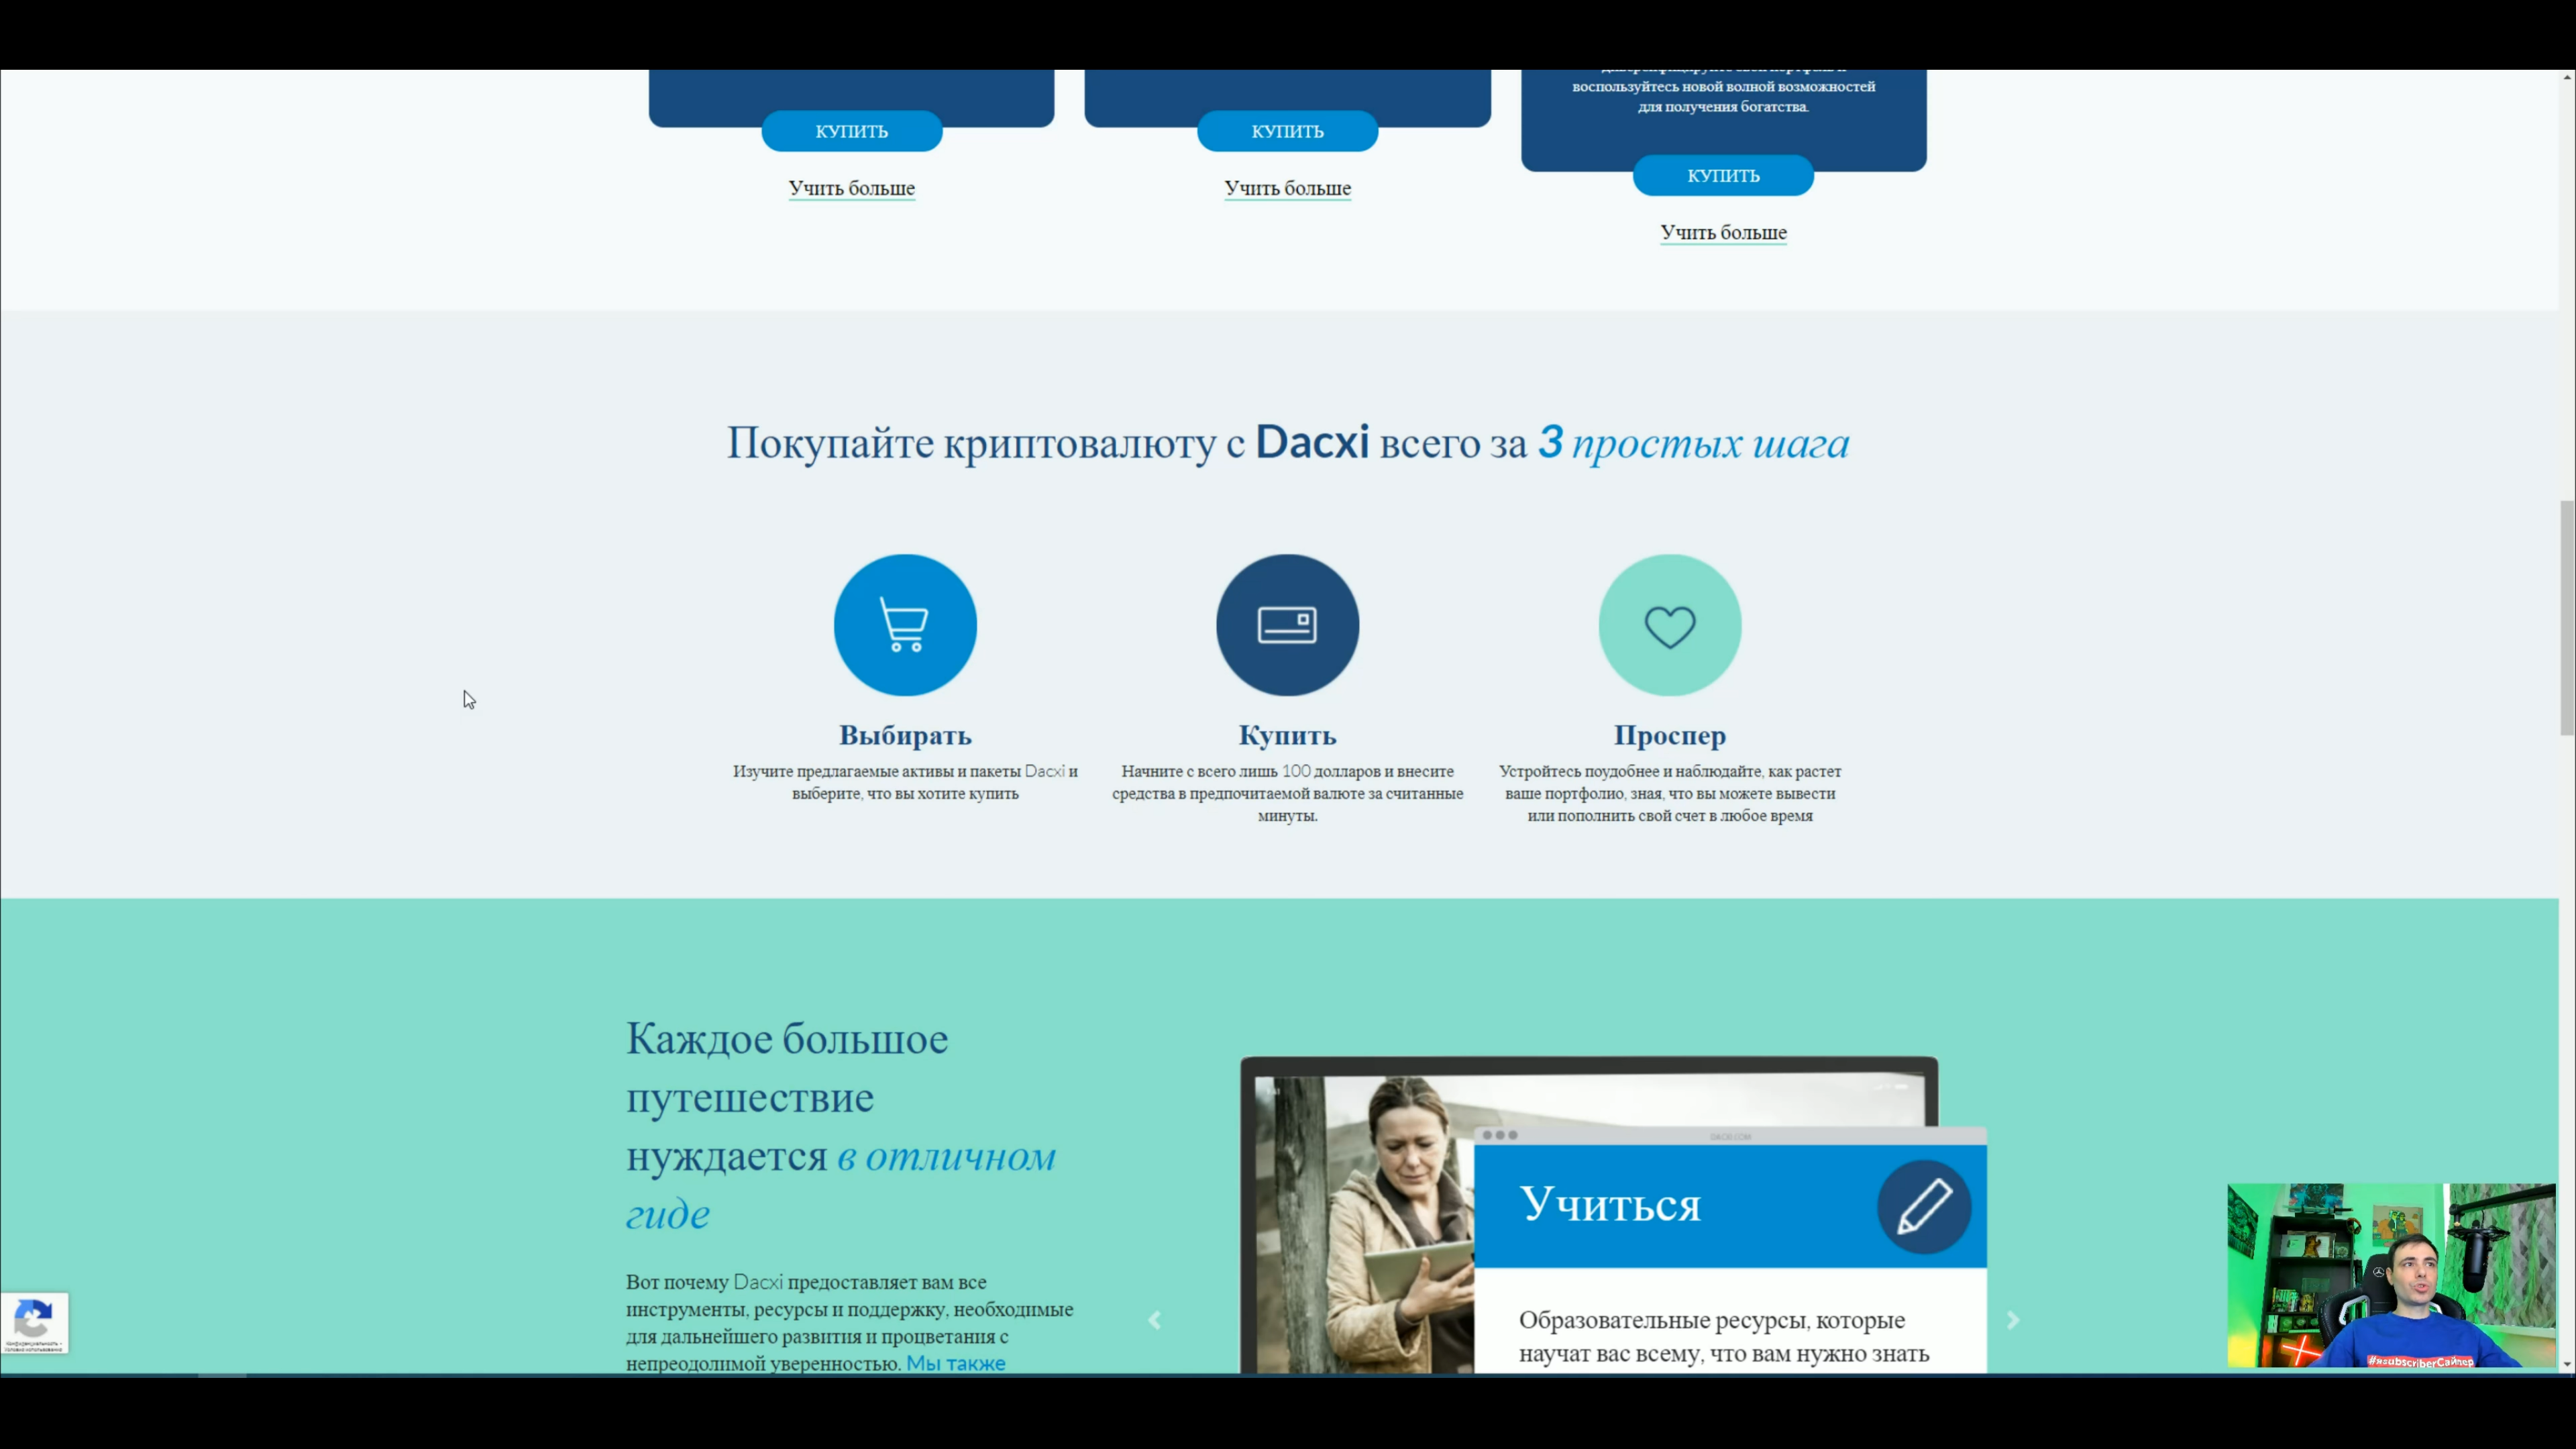 воспользуйтесь новой волной возможностей
для получения богатства.
КУПИТЬ
КУПИТЬ
КУПИТЬ
Учить больше
Учить больше
Учить больше
Покупайте криптовалюту с Dacxi всего за 3 простых шага
Выбирать
Изучите предлагаемые активы и пакеты Dacxi и
выберите, что вы хотите купить
Купить
Начните с всего лишь 100 долларов и внесите
средства в предпочитаемой валюте за считанные
минуты.
Проспер
Устройтесь поудобнее и наблюдайте, как растет
ваше портфолио, зная, что вы можете вывести
или пополнить свой счет в любое время
Каждое большое
путешествие
нуждается в отличном
гиде
Вот почему Dacxi предоставляет вам все
инструменты, ресурсы и поддержку, необходимые
для дальнейшего развития и процветания с
непреодолимой уверенностью. Мы также
DACXI.COM
Учиться
Образовательные ресурсы, которые
научат вас всему, что вам нужно знать
#яsubscriberСайпер